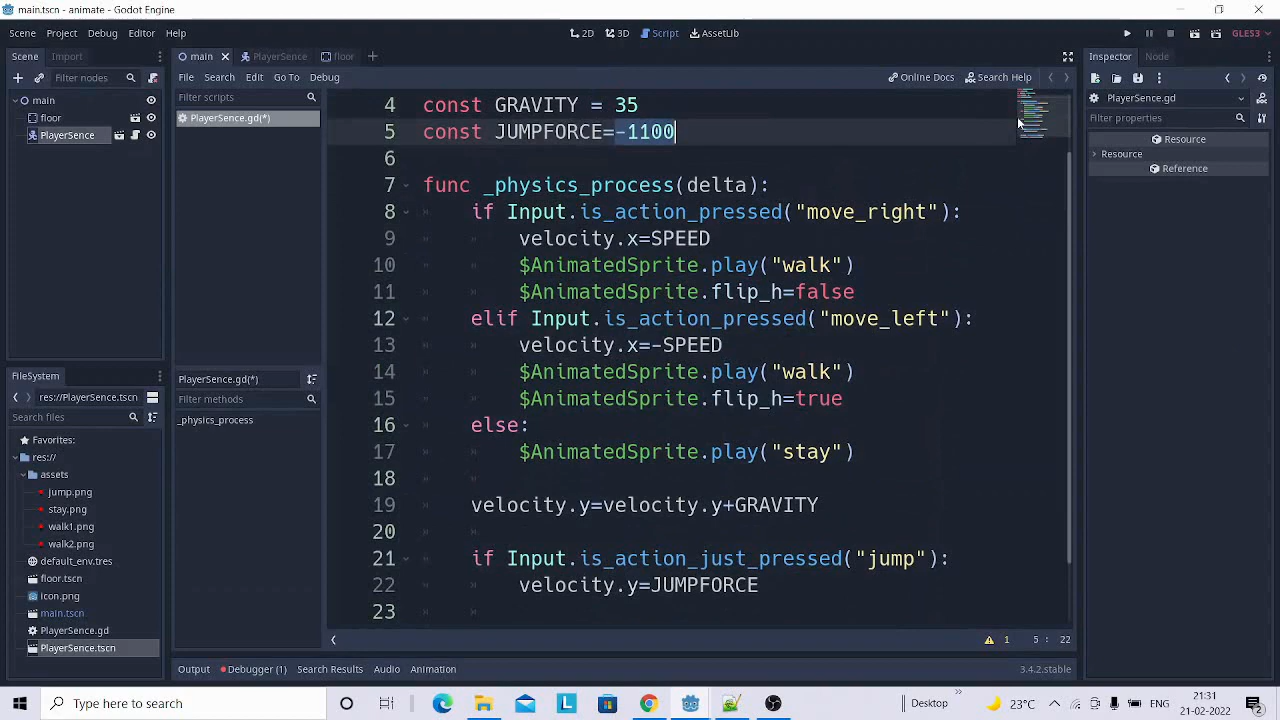 main.tscn - animate - Godot Engine
Scene Project Debug Editor Help
2D 3D Script AssetLib
GLES3
Scene Import
main PlayerSence floor
Inspector Node
Filter nodes
File Search Edit Go To Debug
Online Docs Search Help
main
floor
PlayerSence
Filter scripts
PlayerSence.gd(*)
PlayerSence.gd(*)
Filter methods
_physics_process
4 const GRAVITY = 35
5 const JUMPFORCE=-1100
6
7 func _physics_process(delta):
8 if Input.is_action_pressed("move_right"):
9 velocity.x=SPEED
10 $AnimatedSprite.play("walk")
11 $AnimatedSprite.flip_h=false
12 elif Input.is_action_pressed("move_left"):
13 velocity.x=-SPEED
14 $AnimatedSprite.play("walk")
15 $AnimatedSprite.flip_h=true
16 else:
17 $AnimatedSprite.play("stay")
18
19 velocity.y=velocity.y+GRAVITY
20
21 if Input.is_action_just_pressed("jump"):
22 velocity.y=JUMPFORCE
23
1 5 : 22
PlayerSence.gd
Filter properties
Resource
Resource
Reference
FileSystem
res://PlayerSence.tscn
Search files
Favorites:
res://
assets
jump.png
stay.png
walk1.png
walk2.png
default_env.tres
floor.tscn
icon.png
main.tscn
PlayerSence.gd
PlayerSence.tscn
Output Debugger (1) Search Results Audio Animation
3.4.2.stable
Type here to search
Desktop
23°C
ENG
21:31
21-02-2022
2